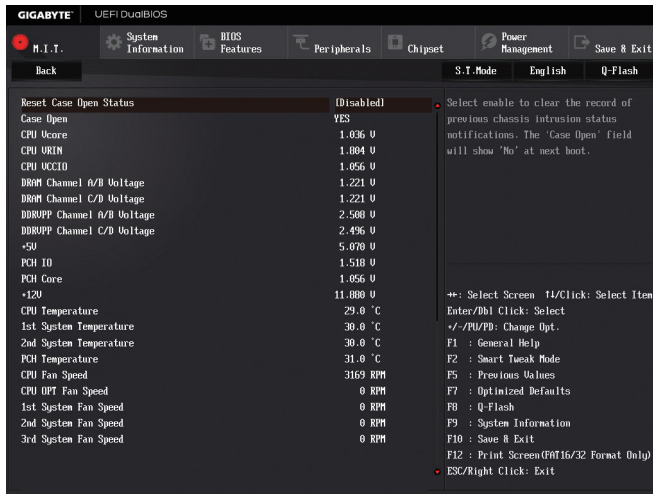 GIGABYTE™ UEFI DualBIOS
M.I.T.
System Information
BIOS Features
Peripherals
Chipset
Power Management
Save & Exit
Back
S.T.Mode English Q-Flash
Reset Case Open Status [Disabled]
Case Open YES
CPU Vcore 1.036 V
CPU VRIN 1.804 V
CPU VCCIO 1.056 V
DRAM Channel A/B Voltage 1.221 V
DRAM Channel C/D Voltage 1.221 V
DDRVPP Channel A/B Voltage 2.508 V
DDRVPP Channel C/D Voltage 2.496 V
+5V 5.070 V
PCH IO 1.518 V
PCH Core 1.056 V
+12V 11.880 V
CPU Temperature 29.0 °C
1st System Temperature 30.0 °C
2nd System Temperature 30.0 °C
PCH Temperature 31.0 °C
CPU Fan Speed 3169 RPM
CPU OPT Fan Speed 0 RPM
1st System Fan Speed 0 RPM
2nd System Fan Speed 0 RPM
3rd System Fan Speed 0 RPM
Select enable to clear the record of
previous chassis intrusion status
notifications. The 'Case Open' field
will show 'No' at next boot.
→←: Select Screen ↑↓/Click: Select Item
Enter/Dbl Click: Select
+/-/PU/PD: Change Opt.
F1 : General Help
F2 : Smart Tweak Mode
F5 : Previous Values
F7 : Optimized Defaults
F8 : Q-Flash
F9 : System Information
F10 : Save & Exit
F12 : Print Screen(FAT16/32 Format Only)
ESC/Right Click: Exit